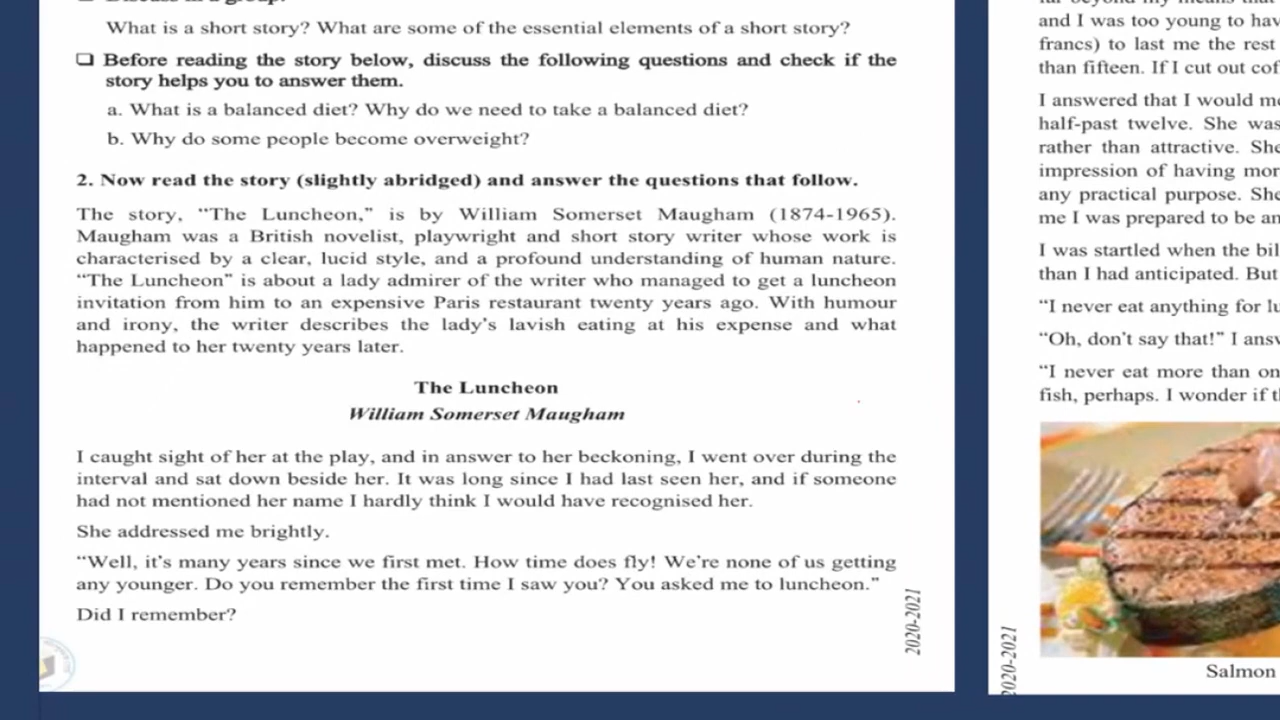 What is a short story? What are some of the essential elements of a short story?
❑ Before reading the story below, discuss the following questions and check if the
story helps you to answer them.
a. What is a balanced diet? Why do we need to take a balanced diet?
b. Why do some people become overweight?
2. Now read the story (slightly abridged) and answer the questions that follow.
The story, “The Luncheon,” is by William Somerset Maugham (1874-1965).
Maugham was a British novelist, playwright and short story writer whose work is
characterised by a clear, lucid style, and a profound understanding of human nature.
“The Luncheon” is about a lady admirer of the writer who managed to get a luncheon
invitation from him to an expensive Paris restaurant twenty years ago. With humour
and irony, the writer describes the lady’s lavish eating at his expense and what
happened to her twenty years later.
The Luncheon
William Somerset Maugham
I caught sight of her at the play, and in answer to her beckoning, I went over during the
interval and sat down beside her. It was long since I had last seen her, and if someone
had not mentioned her name I hardly think I would have recognised her.
She addressed me brightly.
“Well, it’s many years since we first met. How time does fly! We’re none of us getting
any younger. Do you remember the first time I saw you? You asked me to luncheon.”
Did I remember?
2020-2021
and I was too young to hav
francs) to last me the rest
than fifteen. If I cut out cof
I answered that I would me
half-past twelve. She was
rather than attractive. She
impression of having mor
any practical purpose. She
me I was prepared to be an
I was startled when the bil
than I had anticipated. But
“I never eat anything for lu
“Oh, don’t say that!” I answ
“I never eat more than on
fish, perhaps. I wonder if th
Salmon
2020-2021